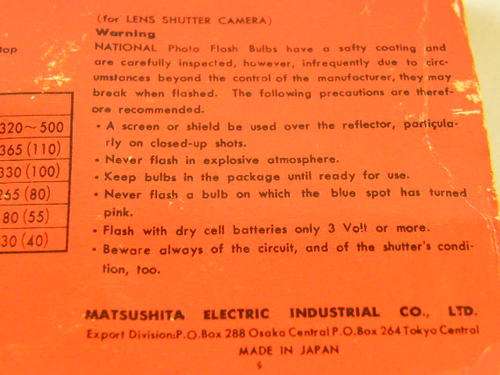 (for LENS SHUTTER CAMERA)
Warning
NATIONAL Photo Flash Bulbs have a safty coating and
are carefully inspected, however, infrequently due to circ-
umstances beyond the control of the manufacturer, they may
break when flashed. The following precautions are theref-
ore recommended.
• A screen or shield be used over the reflector, particula-
rly on closed-up shots.
• Never flash in explosive atmosphere.
• Keep bulbs in the package until ready for use.
• Never flash a bulb on which the blue spot has turned
pink.
• Flash with dry cell batteries only 3 Volt or more.
• Beware always of the circuit, and of the shutter's condi-
tion, too.
320~500
365 (110)
330 (100)
255 (80)
80 (55)
30 (40)
MATSUSHITA ELECTRIC INDUSTRIAL CO., LTD.
Export Division:P.O.Box 288 Osaka Central P.O.Box 264 Tokyo Central
MADE IN JAPAN